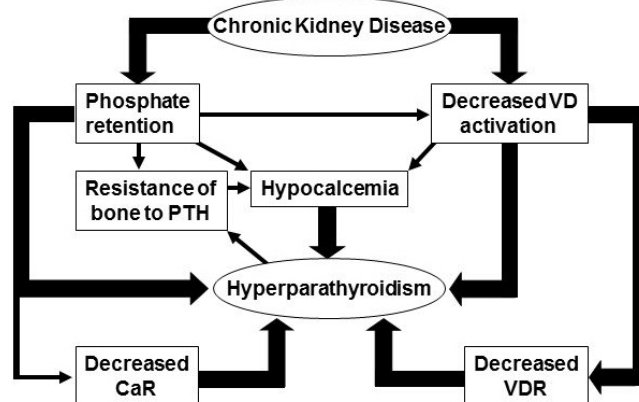 Chronic Kidney Disease
Phosphate
retention
Decreased VD
activation
Resistance of
bone to PTH
Hypocalcemia
Hyperparathyroidism
Decreased
CaR
Decreased
VDR